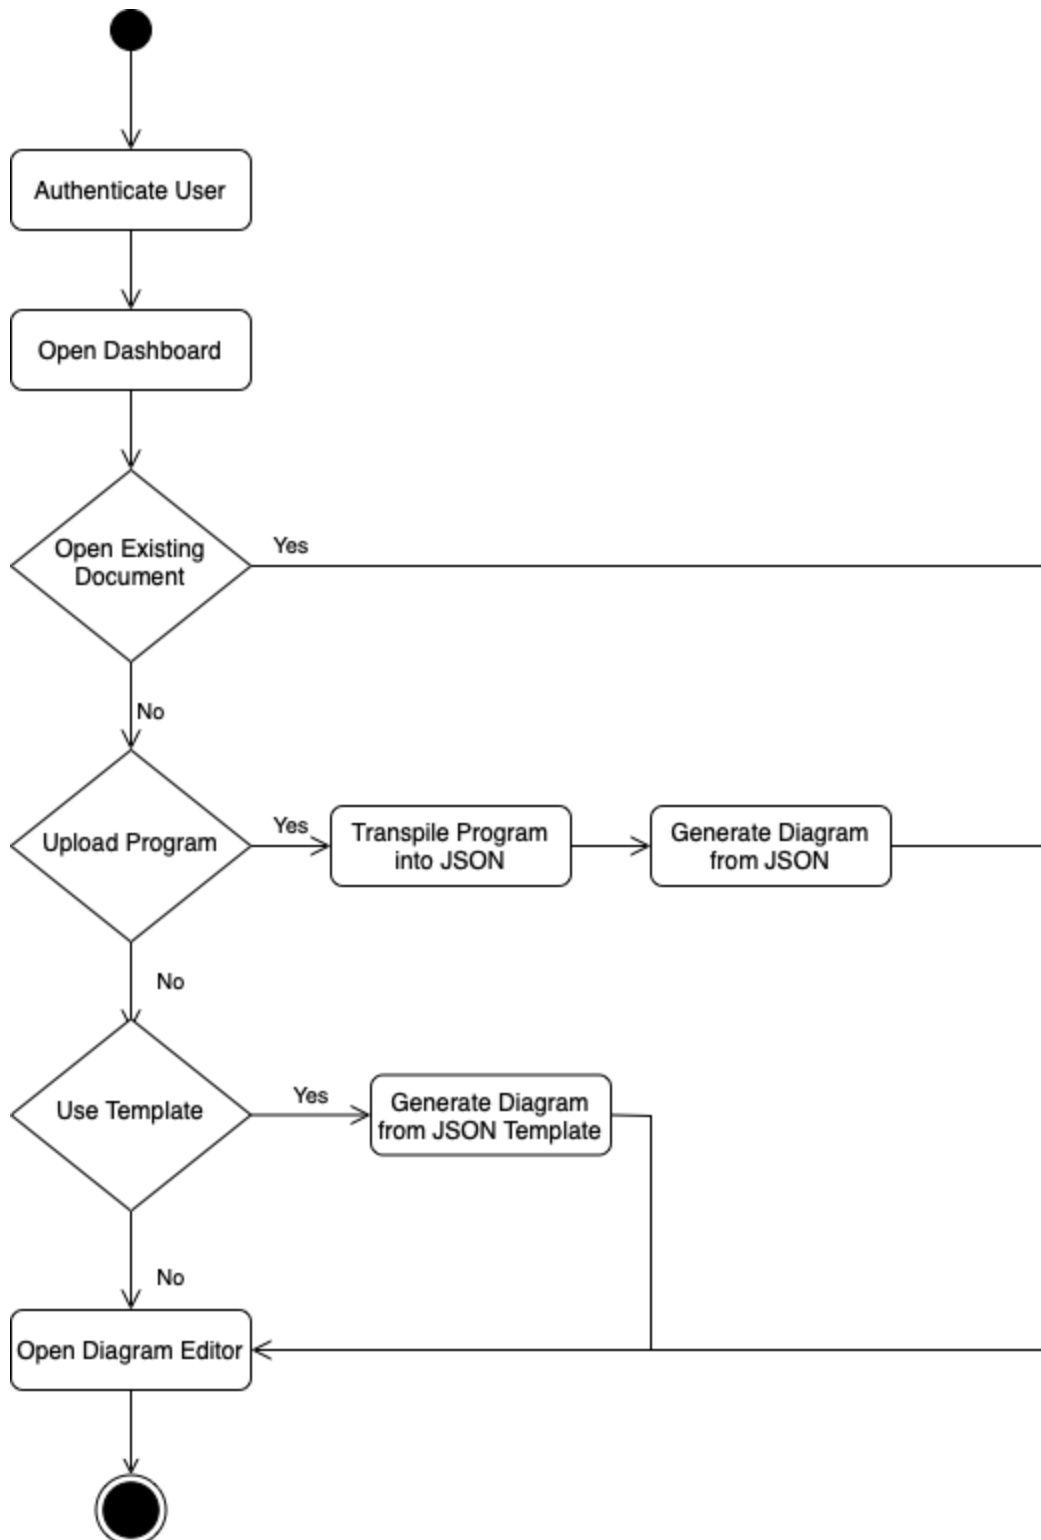 Authenticate User
Open Dashboard
Open Existing
Document
Yes
No
Upload Program
Yes
Transpile Program
into JSON
Generate Diagram
from JSON
No
Use Template
Yes
Generate Diagram
from JSON Template
No
Open Diagram Editor